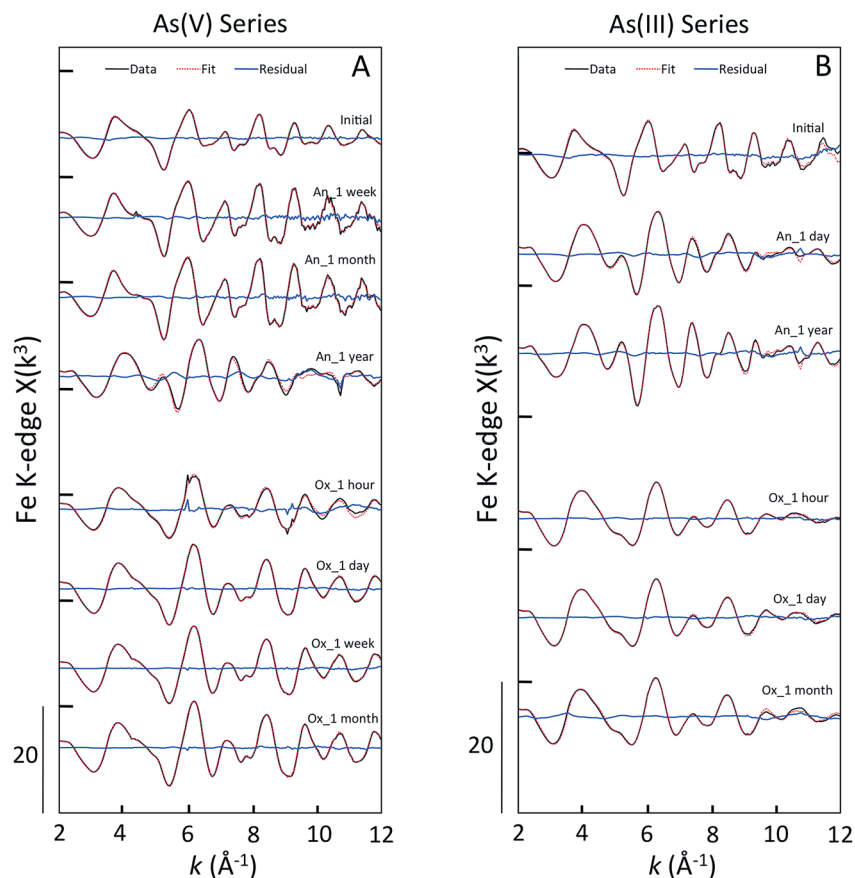 As(V) Series
As(III) Series
Data
Fit
Residual
A
Data
Fit
Residual
B
Initial
An_1 week
An_1 month
An_1 year
Ox_1 hour
Ox_1 day
Ox_1 week
Ox_1 month
Initial
An_1 day
An_1 year
Ox_1 hour
Ox_1 day
Ox_1 month
Fe K-edge X(k³)
Fe K-edge X(k³)
20
20
2 4 6 8 10 12
2 4 6 8 10 12
k (Å⁻¹)
k (Å⁻¹)